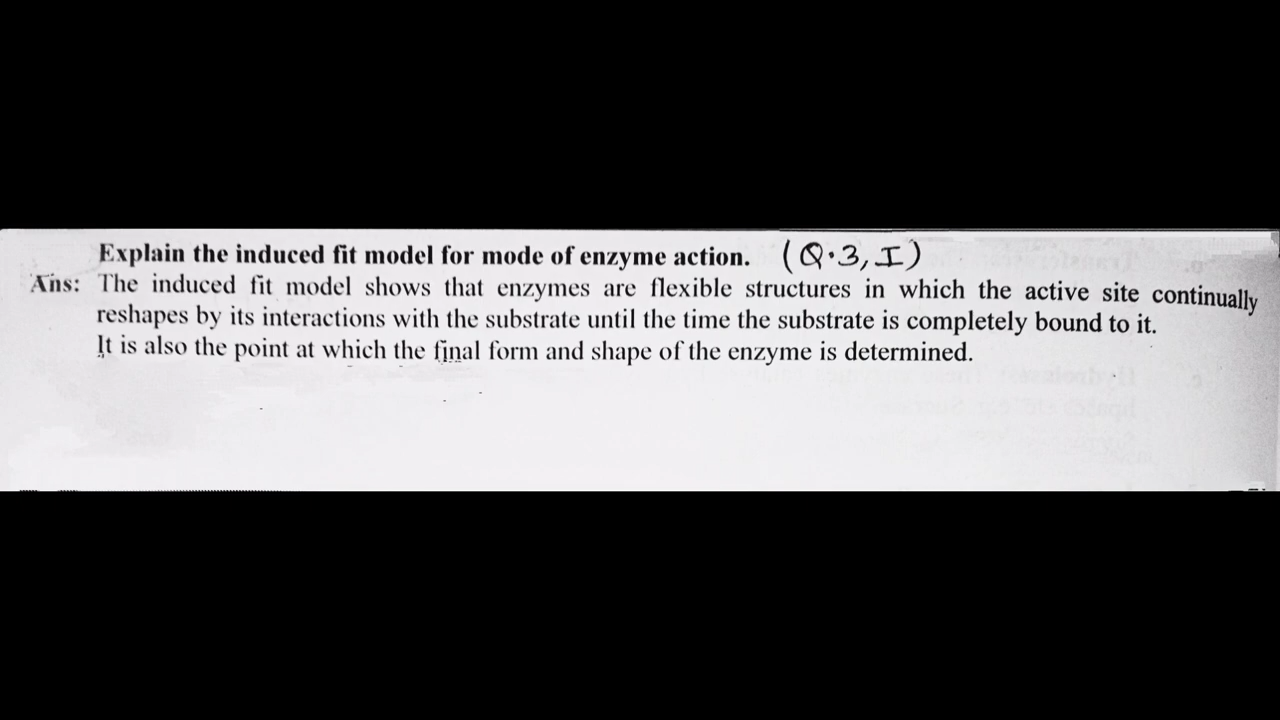 Explain the induced fit model for mode of enzyme action. (Q.3, I)
Ans: The induced fit model shows that enzymes are flexible structures in which the active site continually
reshapes by its interactions with the substrate until the time the substrate is completely bound to it.
It is also the point at which the final form and shape of the enzyme is determined.